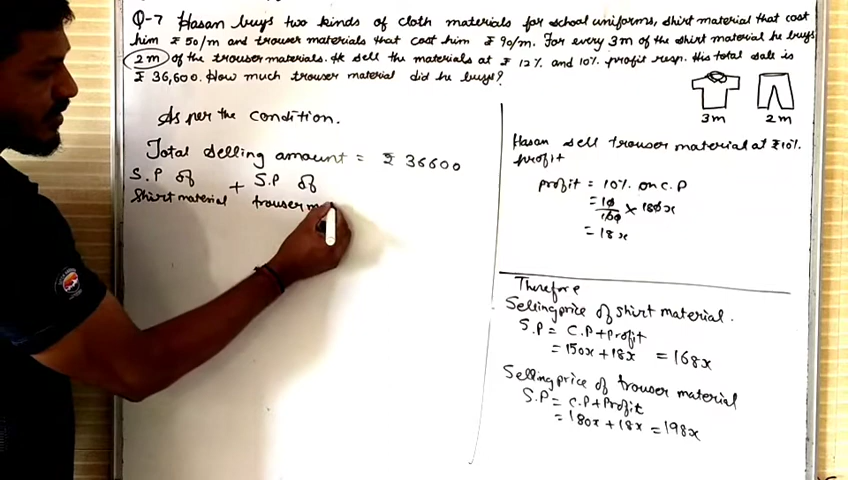 Q-7 Hasan buys two kinds of cloth materials for school uniforms, shirt material that cost
him ₹ 50/m and trouser materials that cost him ₹ 90/m. For every 3m of the shirt material he buys
2m of the trouser materials. He sell the materials at ₹ 12% and 10% profit resp. His total sale is
₹ 36,600. How much trouser material did he buys?
3m 2m
As per the condition.
Total selling amount = ₹ 36600
S.P of + S.P of
Shirt material trouser m
Hasan sell trouser material at ₹10%
profit
profit = 10% on C.P
= 10/100 × 180x
= 18x
Therefore
Selling price of shirt material.
S.P = C.P + Profit
= 150x + 18x = 168x
Selling price of trouser material
S.P = C.P + Profit
= 180x + 18x = 198x